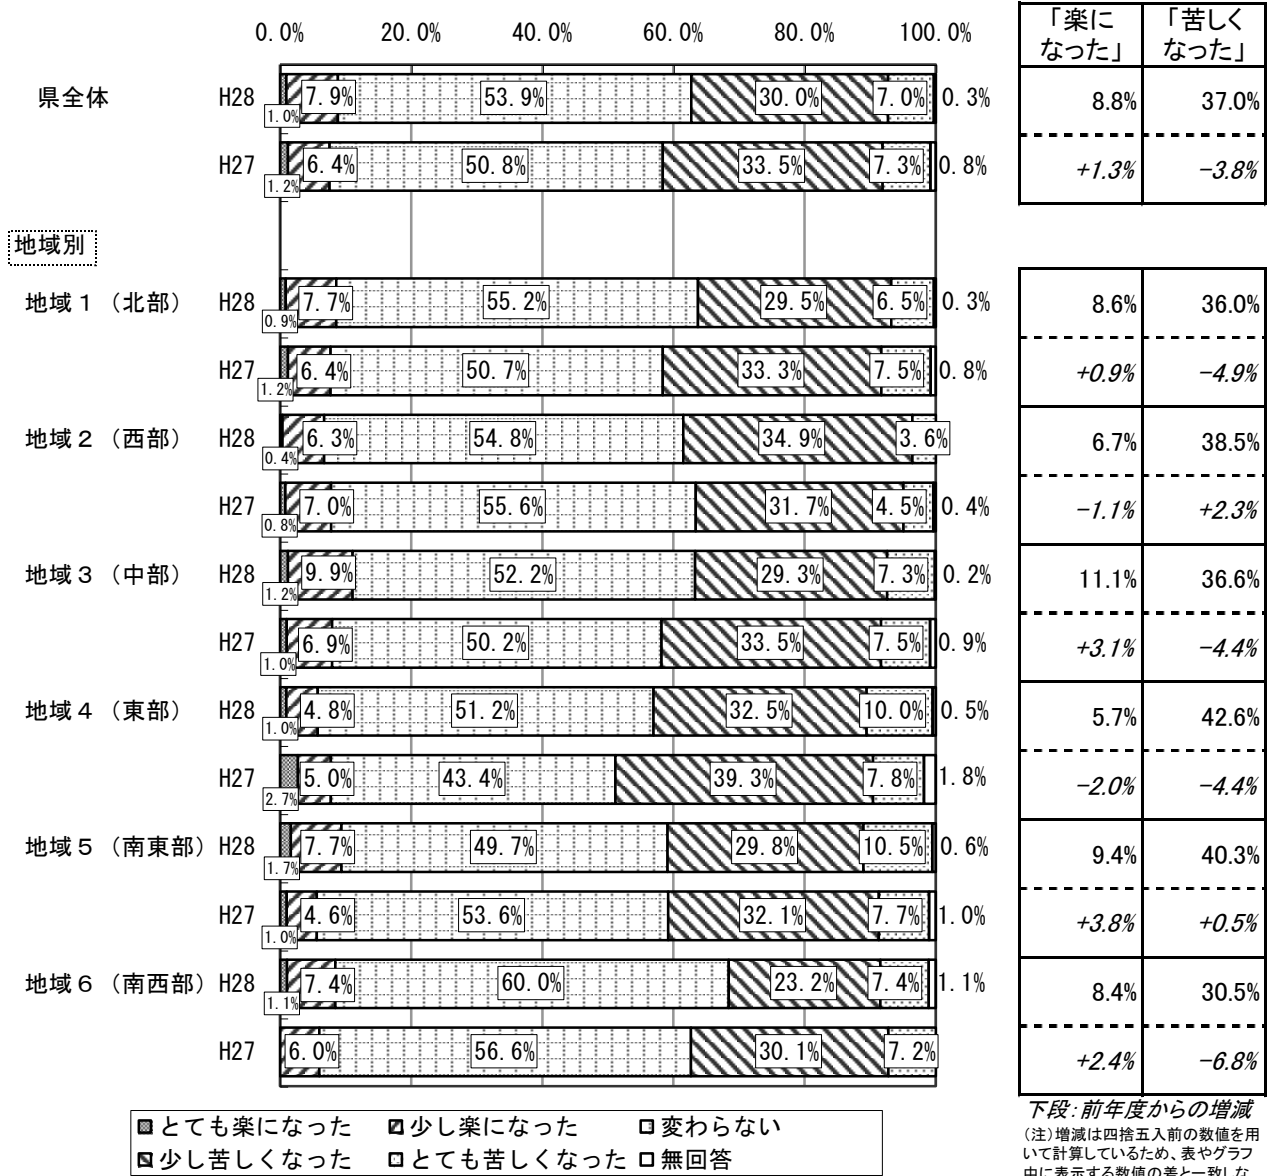 0.0% 20.0% 40.0% 60.0% 80.0% 100.0%
「楽に
なった」
「苦しく
なった」
県全体 H28 1.0% 7.9% 53.9% 30.0% 7.0% 0.3% 8.8% 37.0%
H27 1.2% 6.4% 50.8% 33.5% 7.3% 0.8% +1.3% -3.8%
地域別
地域1(北部) H28 0.9% 7.7% 55.2% 29.5% 6.5% 0.3% 8.6% 36.0%
H27 1.2% 6.4% 50.7% 33.3% 7.5% 0.8% +0.9% -4.9%
地域2(西部) H28 0.4% 6.3% 54.8% 34.9% 3.6% 6.7% 38.5%
H27 0.8% 7.0% 55.6% 31.7% 4.5% 0.4% -1.1% +2.3%
地域3(中部) H28 1.2% 9.9% 52.2% 29.3% 7.3% 0.2% 11.1% 36.6%
H27 1.0% 6.9% 50.2% 33.5% 7.5% 0.9% +3.1% -4.4%
地域4(東部) H28 1.0% 4.8% 51.2% 32.5% 10.0% 0.5% 5.7% 42.6%
H27 2.7% 5.0% 43.4% 39.3% 7.8% 1.8% -2.0% -4.4%
地域5(南東部) H28 1.7% 7.7% 49.7% 29.8% 10.5% 0.6% 9.4% 40.3%
H27 1.0% 4.6% 53.6% 32.1% 7.7% 1.0% +3.8% +0.5%
地域6(南西部) H28 1.1% 7.4% 60.0% 23.2% 7.4% 1.1% 8.4% 30.5%
H27 6.0% 56.6% 30.1% 7.2% +2.4% -6.8%
とても楽になった 少し楽になった 変わらない
少し苦しくなった とても苦しくなった 無回答
下段:前年度からの増減
(注)増減は四捨五入前の数値を用
いて計算しているため、表やグラフ
中に表示する数値の差と一致しな